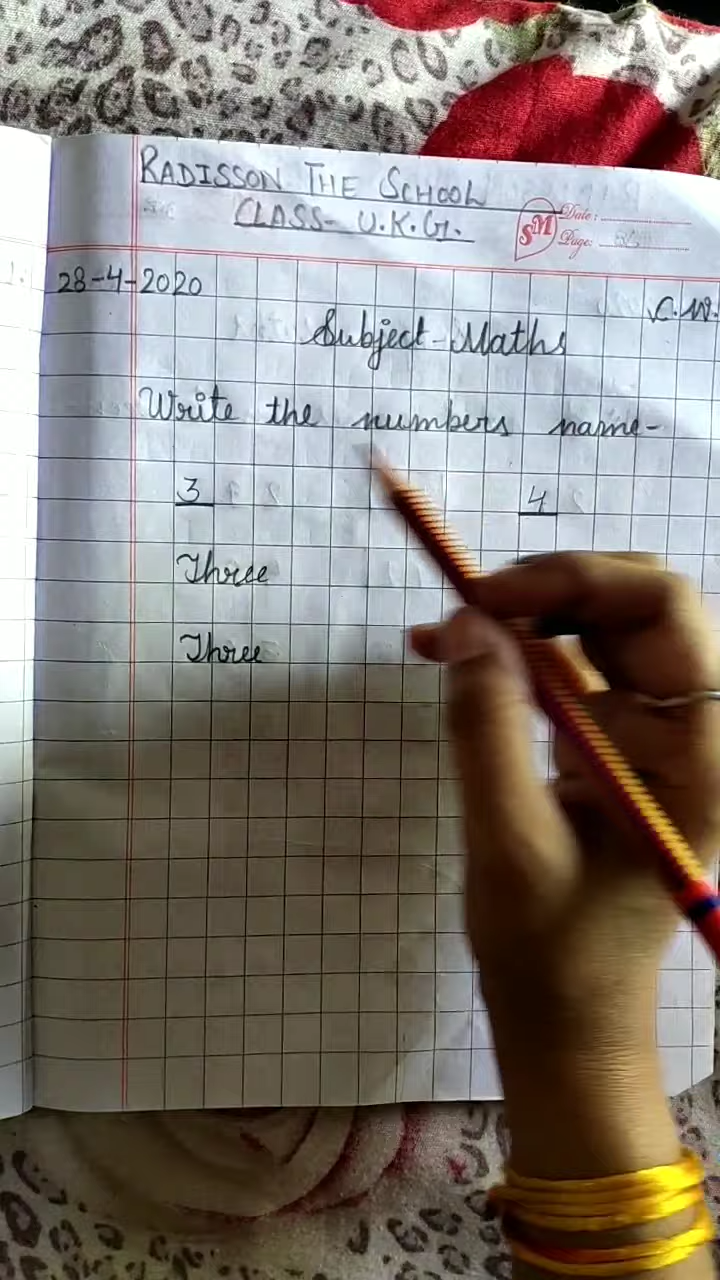 RADISSON THE SCHOOL
CLASS- U.K.G.
SM
Date:
Page:
28-4-2020
C.W.
Subject-Maths
Write the numbers name-
3 4
Three
Three